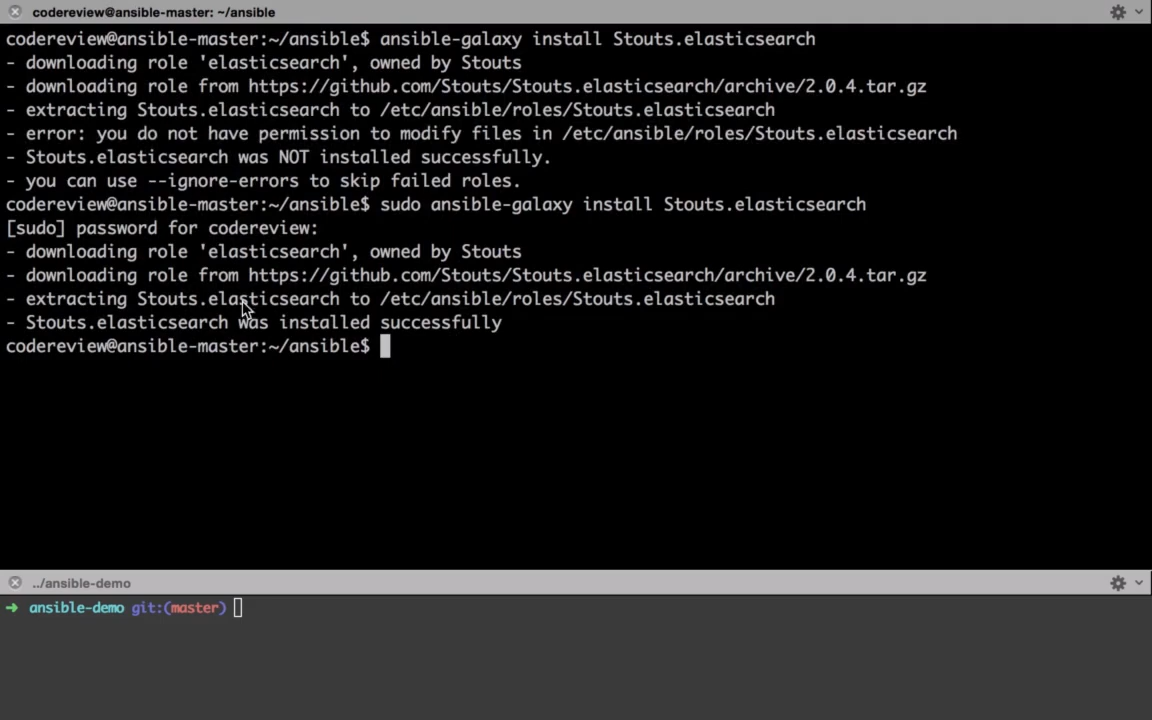 codereview@ansible-master: ~/ansible
codereview@ansible-master:~/ansible$ ansible-galaxy install Stouts.elasticsearch
- downloading role 'elasticsearch', owned by Stouts
- downloading role from https://github.com/Stouts/Stouts.elasticsearch/archive/2.0.4.tar.gz
- extracting Stouts.elasticsearch to /etc/ansible/roles/Stouts.elasticsearch
- error: you do not have permission to modify files in /etc/ansible/roles/Stouts.elasticsearch
- Stouts.elasticsearch was NOT installed successfully.
- you can use --ignore-errors to skip failed roles.
codereview@ansible-master:~/ansible$ sudo ansible-galaxy install Stouts.elasticsearch
[sudo] password for codereview:
- downloading role 'elasticsearch', owned by Stouts
- downloading role from https://github.com/Stouts/Stouts.elasticsearch/archive/2.0.4.tar.gz
- extracting Stouts.elasticsearch to /etc/ansible/roles/Stouts.elasticsearch
- Stouts.elasticsearch was installed successfully
codereview@ansible-master:~/ansible$
../ansible-demo
➜ ansible-demo git:(master)